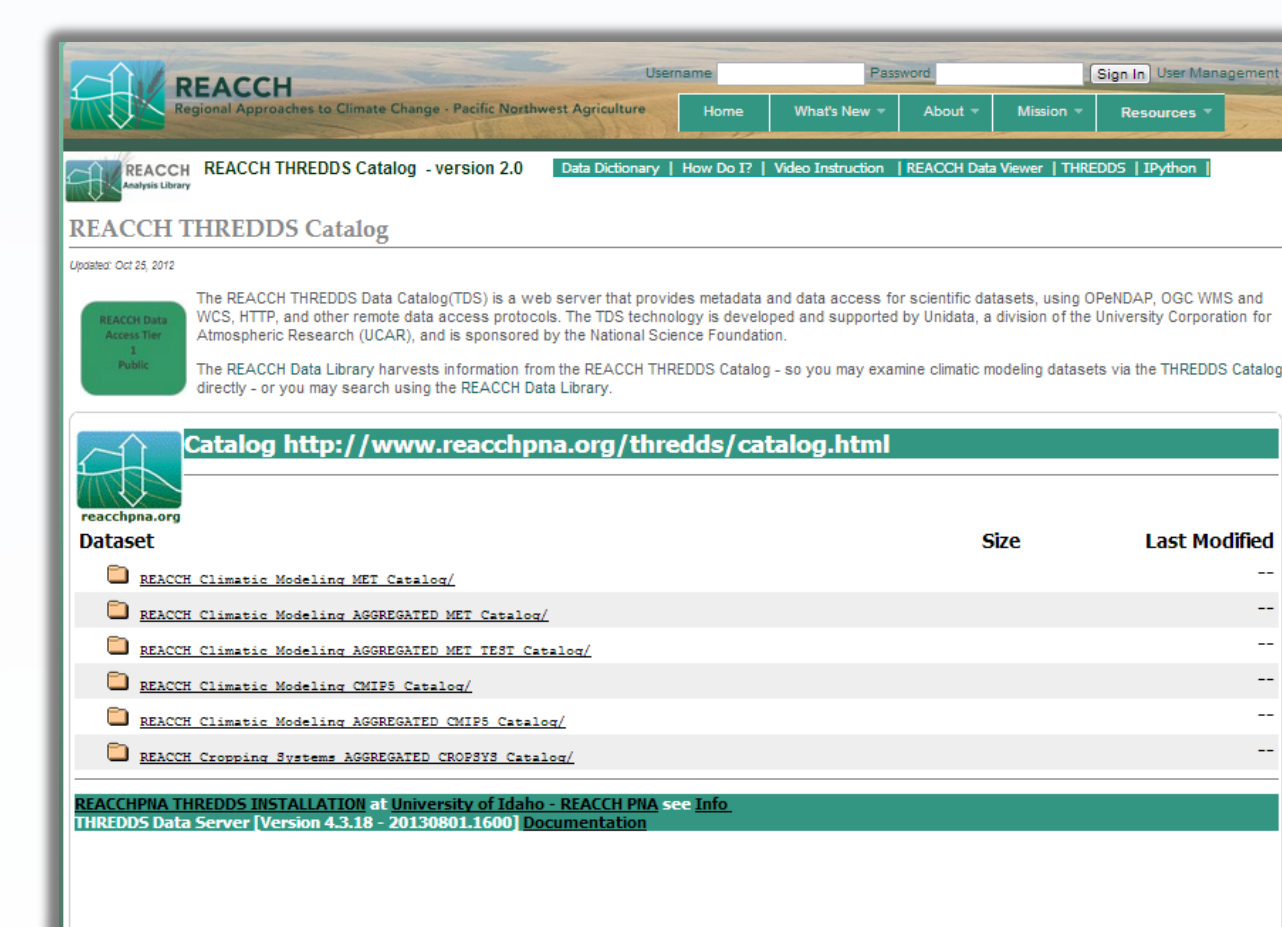 REACCH
Regional Approaches to Climate Change - Pacific Northwest Agriculture
Username Password Sign In User Management
Home What's New About Mission Resources
REACCH
Analysis Library
REACCH THREDDS Catalog - version 2.0
Data Dictionary | How Do I? | Video Instruction | REACCH Data Viewer | THREDDS | IPython |
REACCH THREDDS Catalog
Updated: Oct 25, 2012
REACCH Data
Access Tier
1
Public
The REACCH THREDDS Data Catalog(TDS) is a web server that provides metadata and data access for scientific datasets, using OPeNDAP, OGC WMS and
WCS, HTTP, and other remote data access protocols. The TDS technology is developed and supported by Unidata, a division of the University Corporation for
Atmospheric Research (UCAR), and is sponsored by the National Science Foundation.
The REACCH Data Library harvests information from the REACCH THREDDS Catalog - so you may examine climatic modeling datasets via the THREDDS Catalog
directly - or you may search using the REACCH Data Library.
Catalog http://www.reacchpna.org/thredds/catalog.html
reacchpna.org
Dataset Size Last Modified
REACCH Climatic Modeling MET Catalog/ --
REACCH Climatic Modeling AGGREGATED MET Catalog/ --
REACCH Climatic Modeling AGGREGATED MET TEST Catalog/ --
REACCH Climatic Modeling CMIP5 Catalog/ --
REACCH Climatic Modeling AGGREGATED CMIP5 Catalog/ --
REACCH Cropping Systems AGGREGATED CROPSYS Catalog/ --
REACCHPNA THREDDS INSTALLATION at University of Idaho - REACCH PNA see Info
THREDDS Data Server [Version 4.3.18 - 20130801.1600] Documentation